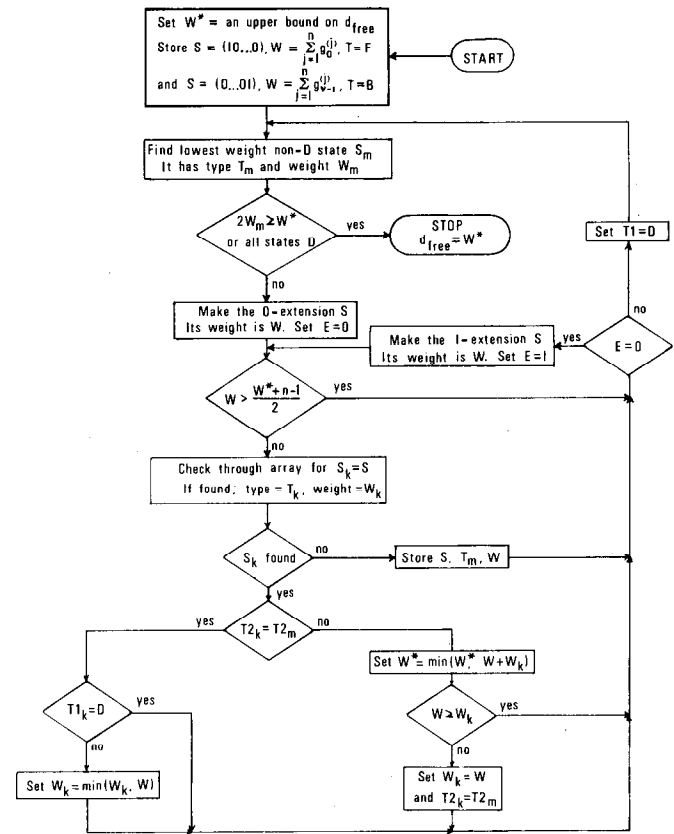 Set W* = an upper bound on d_free
Store S = (10...0), W = n Σ j=1 g_0^(j), T=F
and S = (0...01), W = n Σ j=1 g_ν-1^(j), T=B
START
Find lowest weight non-D state S_m
It has type T_m and weight W_m
2W_m ≥ W*
or all states D
yes
STOP
d_free = W*
Set T1=D
no
no
Make the 0-extension S
Its weight is W. Set E=0
Make the 1-extension S
Its weight is W. Set E=1
yes
E=0
W > (W*+n-1)/2
yes
no
Check through array for S_k=S
If found; type = T_k, weight = W_k
S_k found
no
Store S, T_m, W
yes
yes
T2_k = T2_m
no
Set W* = min(W,* W+W_k)
T1_k = D
yes
W ≥ W_k
yes
no
no
Set W_k = min(W_k, W)
Set W_k = W
and T2_k = T2_m